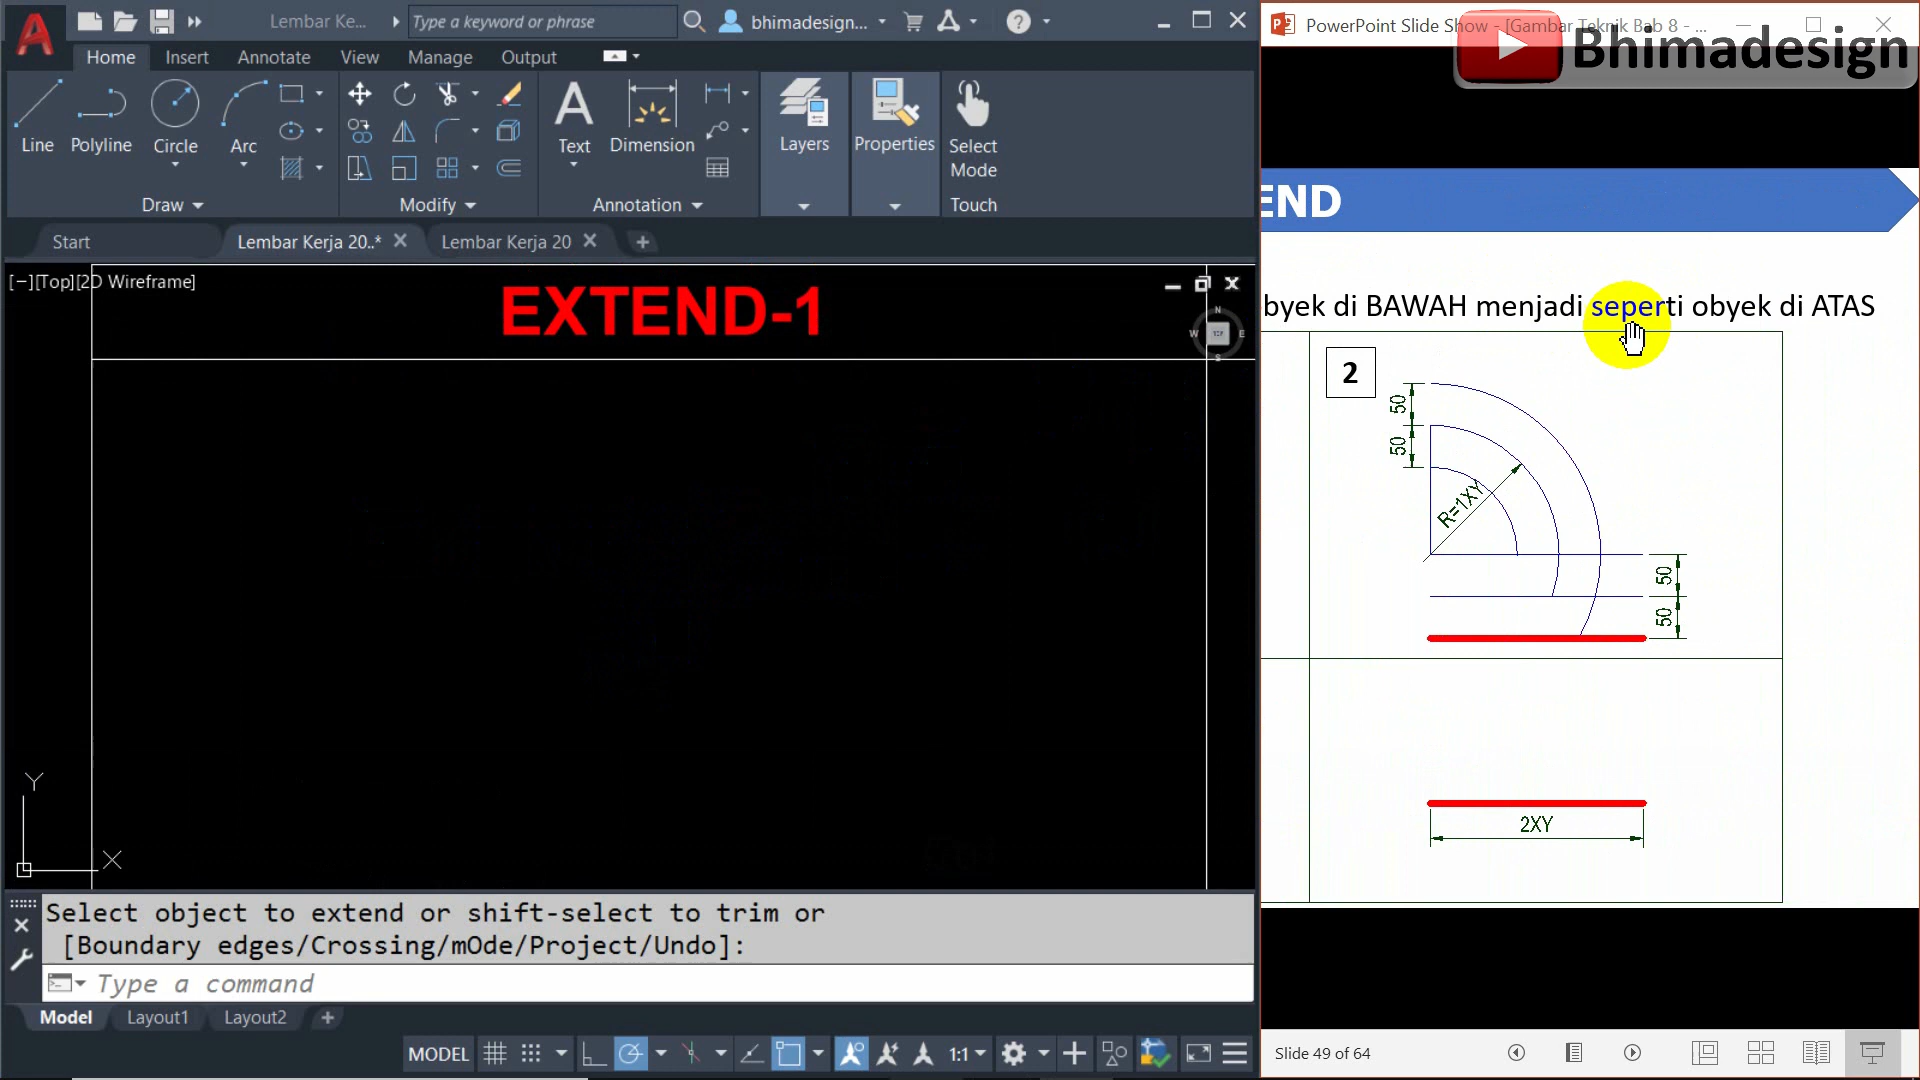 Lembar Ke...
Type a keyword or phrase
bhimadesign...
Home
Insert
Annotate
View
Manage
Output
Line
Polyline
Circle
Arc
Text
Dimension
Layers
Properties
Select
Mode
Draw
Modify
Annotation
Touch
Start
Lembar Kerja 20..*
Lembar Kerja 20
[−][Top][2D Wireframe]
EXTEND-1
N
W
TOP
E
S
Y
X
Select object to extend or shift-select to trim or
[Boundary edges/Crossing/mOde/Project/Undo]:
Type a command
Model
Layout1
Layout2
MODEL
1:1
PowerPoint Slide Show - [Gambar Teknik Bab 8 - ...
Bhimadesign
END
byek di BAWAH menjadi seperti obyek di ATAS
2
50
50
R=1XY
50
50
2XY
Slide 49 of 64